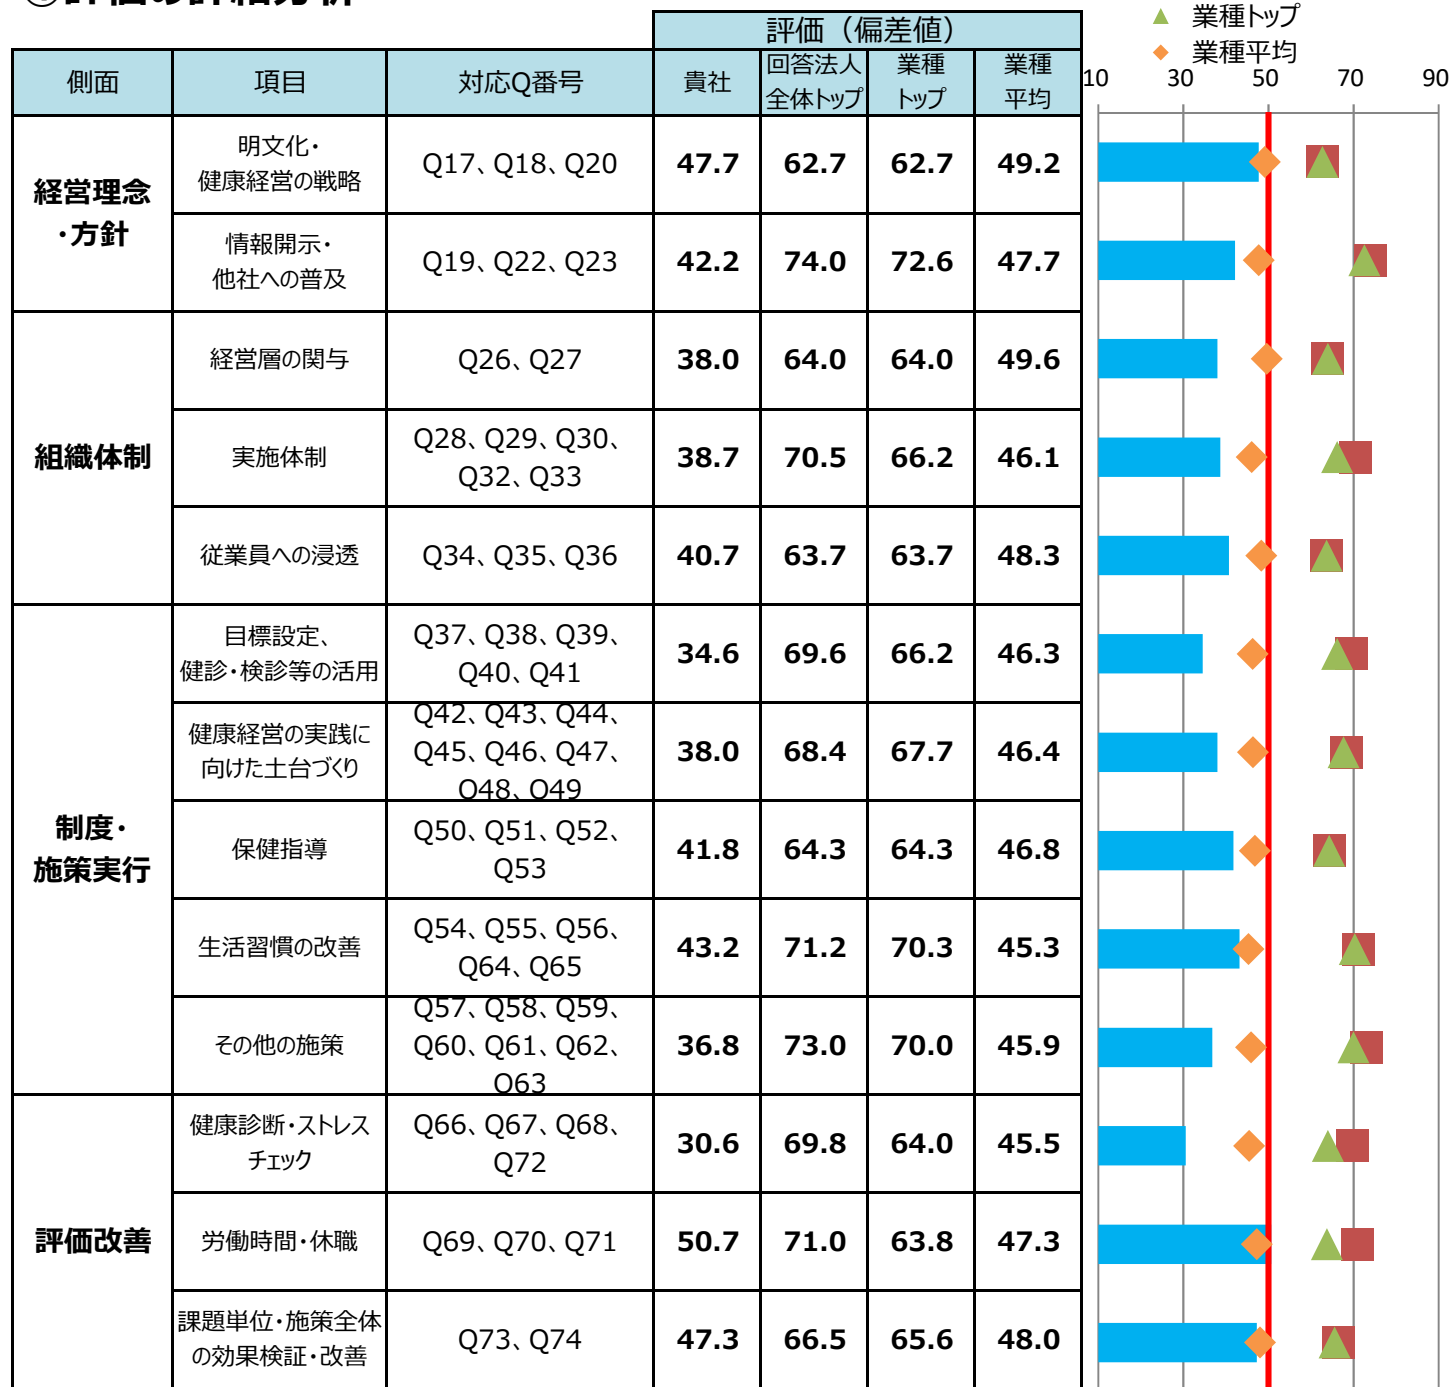 ①評価の詳細分析
▲ 業種トップ
◆ 業種平均
評価（偏差値）
側面 項目 対応Q番号 貴社 回答法人 全体トップ 業種 トップ 業種 平均
10 30 50 70 90
経営理念
・方針
明文化・
健康経営の戦略
Q17、Q18、Q20 47.7 62.7 62.7 49.2
情報開示・
他社への普及
Q19、Q22、Q23 42.2 74.0 72.6 47.7
組織体制
経営層の関与 Q26、Q27 38.0 64.0 64.0 49.6
実施体制
Q28、Q29、Q30、
Q32、Q33
38.7 70.5 66.2 46.1
従業員への浸透 Q34、Q35、Q36 40.7 63.7 63.7 48.3
制度・
施策実行
目標設定、
健診・検診等の活用
Q37、Q38、Q39、
Q40、Q41
34.6 69.6 66.2 46.3
健康経営の実践に
向けた土台づくり
Q42、Q43、Q44、
Q45、Q46、Q47、
Q48、Q49
38.0 68.4 67.7 46.4
保健指導
Q50、Q51、Q52、
Q53
41.8 64.3 64.3 46.8
生活習慣の改善
Q54、Q55、Q56、
Q64、Q65
43.2 71.2 70.3 45.3
その他の施策
Q57、Q58、Q59、
Q60、Q61、Q62、
Q63
36.8 73.0 70.0 45.9
評価改善
健康診断・ストレス
チェック
Q66、Q67、Q68、
Q72
30.6 69.8 64.0 45.5
労働時間・休職 Q69、Q70、Q71 50.7 71.0 63.8 47.3
課題単位・施策全体
の効果検証・改善
Q73、Q74 47.3 66.5 65.6 48.0